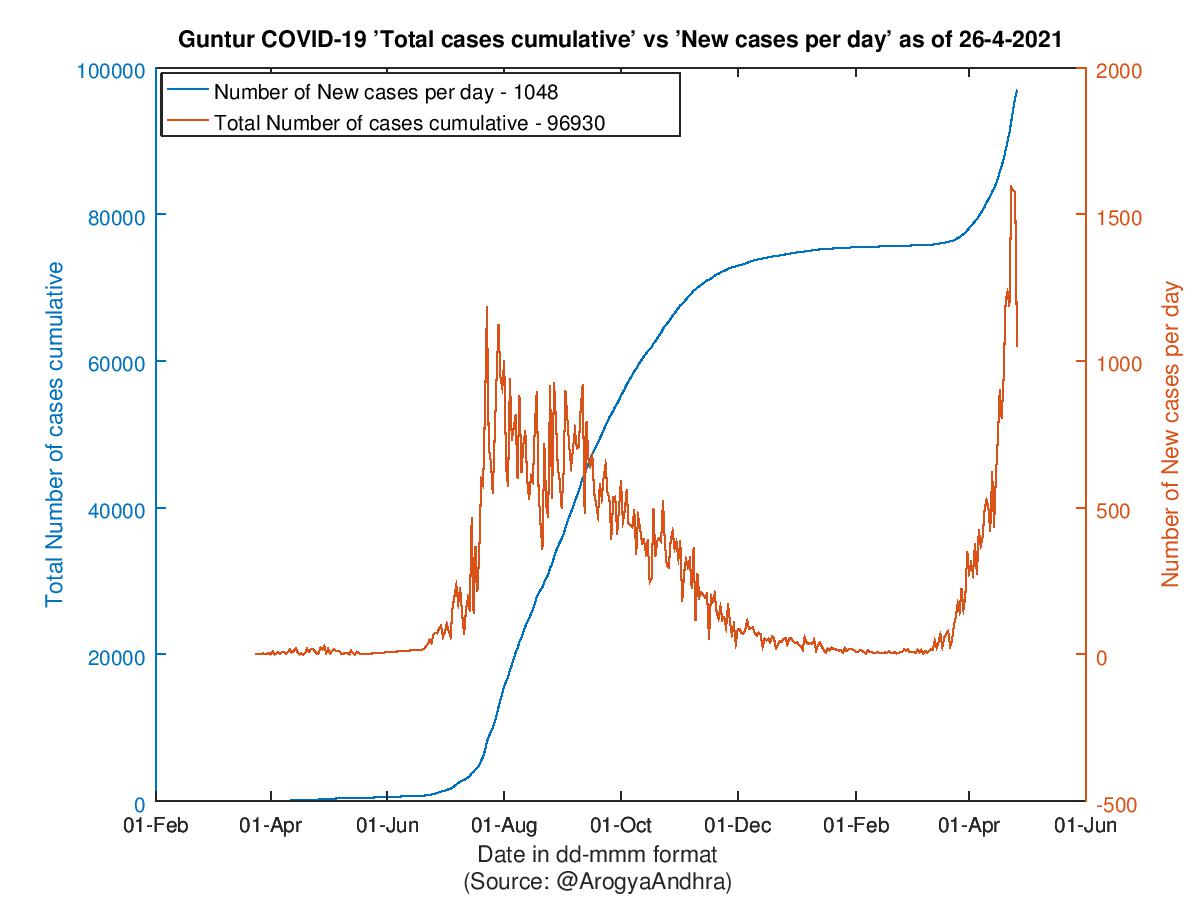 Guntur COVID-19 ’Total cases cumulative’ vs ’New cases per day’ as of 26-4-2021
Number of New cases per day - 1048
Total Number of cases cumulative - 96930
100000
80000
60000
40000
20000
0
Total Number of cases cumulative
2000
1500
1000
500
0
-500
Number of New cases per day
01-Feb 01-Apr 01-Jun 01-Aug 01-Oct 01-Dec 01-Feb 01-Apr 01-Jun
Date in dd-mmm format
(Source: @ArogyaAndhra)